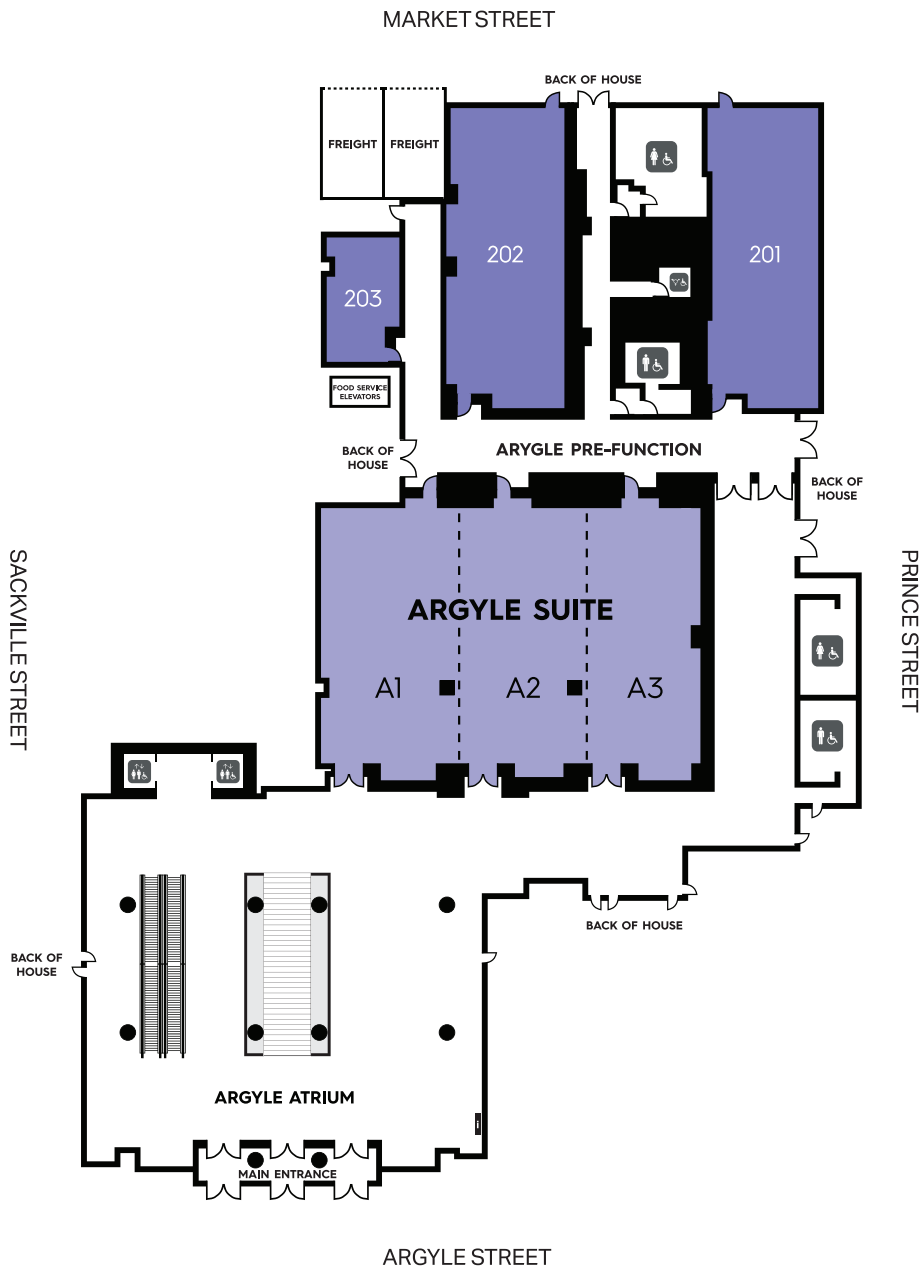 MARKET STREET
BACK OF HOUSE
FREIGHT
FREIGHT
202
201
203
FOOD SERVICE
ELEVATORS
BACK OF
HOUSE
ARYGLE PRE-FUNCTION
BACK OF
HOUSE
SACKVILLE STREET
PRINCE STREET
ARGYLE SUITE
A1
A2
A3
BACK OF HOUSE
BACK OF
HOUSE
ARGYLE ATRIUM
i
MAIN ENTRANCE
ARGYLE STREET